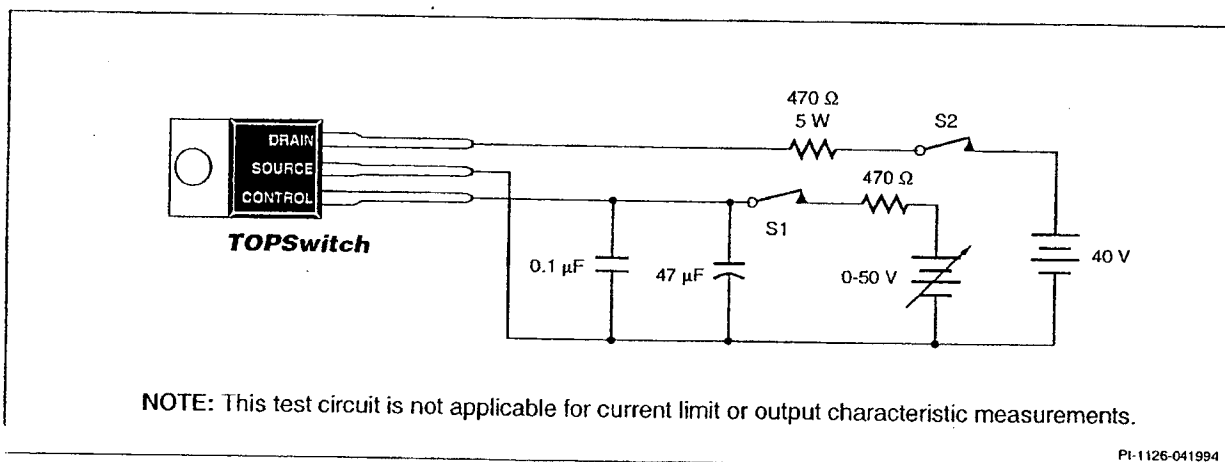 470 Ω
5 W
S2
DRAIN
SOURCE
CONTROL
470 Ω
S1
TOPSwitch
0.1 μF
47 μF
0-50 V
40 V
NOTE: This test circuit is not applicable for current limit or output characteristic measurements.
PI-1126-041994